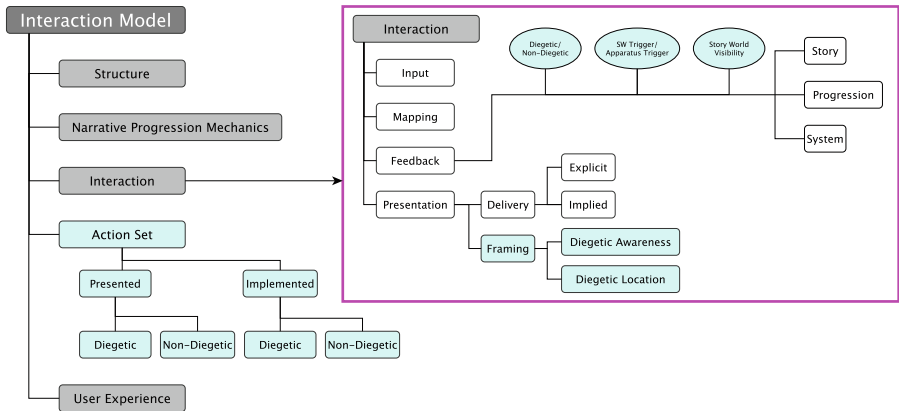 Interaction Model
Structure
Narrative Progression Mechanics
Interaction
Action Set
Presented
Implemented
Diegetic
Non-Diegetic
Diegetic
Non-Diegetic
User Experience
Interaction
Input
Mapping
Feedback
Presentation
Diegetic/
Non-Diegetic
SW Trigger/
Apparatus Trigger
Story World
Visibility
Story
Progression
System
Delivery
Explicit
Implied
Framing
Diegetic Awareness
Diegetic Location